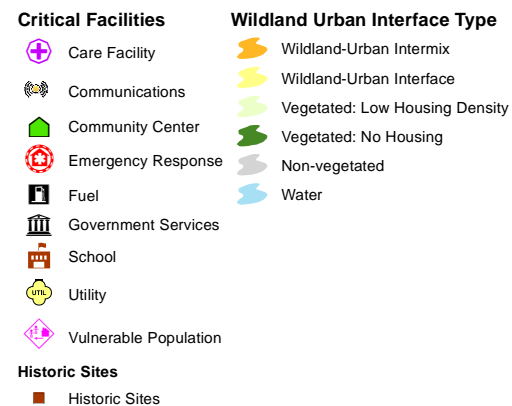 Critical Facilities
Care Facility
Communications
Community Center
Emergency Response
Fuel
Government Services
School
UTIL
Utility
Vulnerable Population
Historic Sites
Historic Sites
Wildland Urban Interface Type
Wildland-Urban Intermix
Wildland-Urban Interface
Vegetated: Low Housing Density
Vegetated: No Housing
Non-vegetated
Water